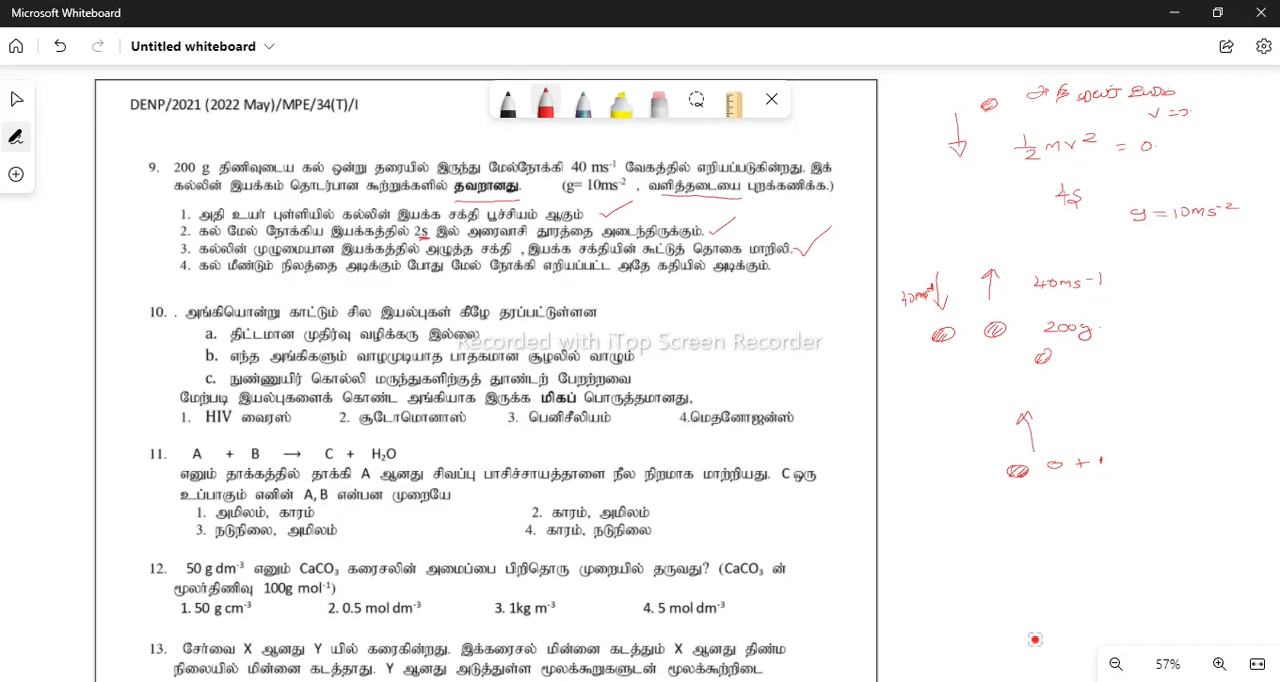 Microsoft Whiteboard
Untitled whiteboard
DENP/2021 (2022 May)/MPE/34(T)/I
9. 200 g திணிவுடைய கல் ஒன்று தரையில் இருந்து மேல்நோக்கி 40 ms⁻¹ வேகத்தில் எறியப்படுகின்றது. இக்
கல்லின் இயக்கம் தொடர்பான கூற்றுக்களில் தவறானது. (g= 10ms⁻² , வளித்தடையை புறக்கணிக்க.)
1. அதி உயர் புள்ளியில் கல்லின் இயக்க சக்தி பூச்சியம் ஆகும்
2. கல் மேல் நோக்கிய இயக்கத்தில் 2s இல் அரைவாசி தூரத்தை அடைந்திருக்கும்.
3. கல்லின் முழுமையான இயக்கத்தில் அழுத்த சக்தி , இயக்க சக்தியின் கூட்டுத் தொகை மாறிலி.
4. கல் மீண்டும் நிலத்தை அடிக்கும் போது மேல் நோக்கி எறியப்பட்ட அதே கதியில் அடிக்கும்.
10. . அங்கியொன்று காட்டும் சில இயல்புகள் கீழே தரப்பட்டுள்ளன
a. திட்டமான முதிர்வு வழிக்கரு இல்லை
b. எந்த அங்கிகளும் வாழமுடியாத பாதகமான சூழலில் வாழும்
Recorded with iTop Screen Recorder
c. நுண்ணுயிர் கொல்லி மருந்துகளிற்குத் தூண்டற் பேறற்றவை
மேற்படி இயல்புகளைக் கொண்ட அங்கியாக இருக்க மிகப் பொருத்தமானது,
1. HIV வைரஸ் 2. சூடோமொனாஸ் 3. பெனிசீலியம் 4.மெதனோஜன்ஸ்
11. A + B → C + H₂O
எனும் தாக்கத்தில் தாக்கி A ஆனது சிவப்பு பாசிச்சாயத்தாளை நீல நிறமாக மாற்றியது. C ஒரு
உப்பாகும் எனின் A, B என்பன முறையே
1. அமிலம், காரம் 2. காரம், அமிலம்
3. நடுநிலை, அமிலம் 4. காரம், நடுநிலை
12. 50 g dm⁻³ எனும் CaCO₃ கரைசலின் அமைப்பை பிறிதொரு முறையில் தருவது? (CaCO₃ ன்
மூலர்திணிவு 100g mol⁻¹)
1. 50 g cm⁻³ 2. 0.5 mol dm⁻³ 3. 1kg m⁻³ 4. 5 mol dm⁻³
13. சேர்வை X ஆனது Y யில் கரைகின்றது. இக்கரைசல் மின்னை கடத்தும் X ஆனது திண்ம
நிலையில் மின்னை கடத்தாது. Y ஆனது அடுத்துள்ள மூலக்கூறுகளுடன் மூலக்கூற்றிடை
½ mv² = 0
4s
g = 10ms⁻²
40ms⁻¹
40ms-1
200g
0 +
57%